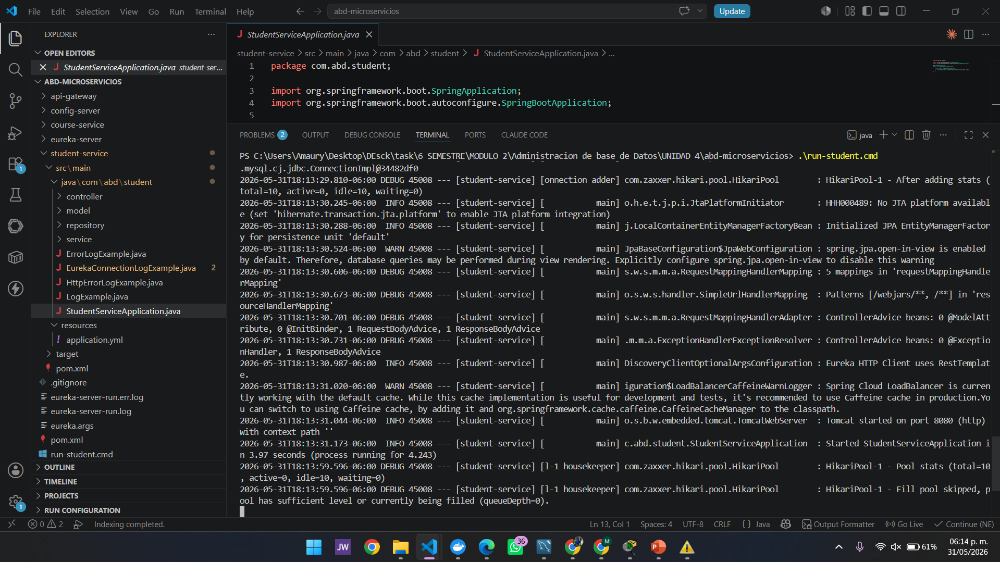 File Edit Selection View Go Run Terminal Help
abd-microservicios
Update
EXPLORER
OPEN EDITORS
StudentServiceApplication.java student-ser...
ABD-MICROSERVICIOS
api-gateway
config-server
course-service
eureka-server
student-service
src\main
java\com\abd\student
controller
model
repository
service
ErrorLogExample.java
EurekaConnectionLogExample.java 2
HttpErrorLogExample.java
LogExample.java
StudentServiceApplication.java
resources
application.yml
target
pom.xml
.gitignore
eureka-server-run.err.log
eureka-server-run.log
eureka.args
pom.xml
run-student.cmd
OUTLINE
TIMELINE
PROJECTS
RUN CONFIGURATION
1
1
StudentServiceApplication.java
student-service > src > main > java > com > abd > student > StudentServiceApplication.java > ...
1 package com.abd.student;
2
3 import org.springframework.boot.SpringApplication;
4 import org.springframework.boot.autoconfigure.SpringBootApplication;
5
PROBLEMS 2 OUTPUT DEBUG CONSOLE TERMINAL PORTS CLAUDE CODE
java
PS C:\Users\Amaury\Desktop\DEsck\task\6 SEMESTRE\MODULO 2\Administracion de base de Datos\UNIDAD 4\abd-microservicios> .\run-student.cmd
.mysql.cj.jdbc.ConnectionImpl@34482df0
2026-05-31T18:13:29.810-06:00 DEBUG 45008 --- [student-service] [onnection adder] com.zaxxer.hikari.pool.HikariPool : HikariPool-1 - After adding stats (
total=10, active=0, idle=10, waiting=0)
2026-05-31T18:13:30.245-06:00 INFO 45008 --- [student-service] [ main] o.h.e.t.j.p.i.JtaPlatformInitiator : HHH000489: No JTA platform availabl
e (set 'hibernate.transaction.jta.platform' to enable JTA platform integration)
2026-05-31T18:13:30.288-06:00 INFO 45008 --- [student-service] [ main] j.LocalContainerEntityManagerFactoryBean : Initialized JPA EntityManagerFactor
y for persistence unit 'default'
2026-05-31T18:13:30.524-06:00 WARN 45008 --- [student-service] [ main] JpaBaseConfiguration$JpaWebConfiguration : spring.jpa.open-in-view is enabled
by default. Therefore, database queries may be performed during view rendering. Explicitly configure spring.jpa.open-in-view to disable this warning
2026-05-31T18:13:30.606-06:00 DEBUG 45008 --- [student-service] [ main] s.w.s.m.m.a.RequestMappingHandlerMapping : 5 mappings in 'requestMappingHandle
rMapping'
2026-05-31T18:13:30.673-06:00 DEBUG 45008 --- [student-service] [ main] o.s.w.s.handler.SimpleUrlHandlerMapping : Patterns [/webjars/**, /**] in 'res
ourceHandlerMapping'
2026-05-31T18:13:30.701-06:00 DEBUG 45008 --- [student-service] [ main] s.w.s.m.m.a.RequestMappingHandlerAdapter : ControllerAdvice beans: 0 @ModelAtt
ribute, 0 @InitBinder, 1 RequestBodyAdvice, 1 ResponseBodyAdvice
2026-05-31T18:13:30.731-06:00 DEBUG 45008 --- [student-service] [ main] .m.m.a.ExceptionHandlerExceptionResolver : ControllerAdvice beans: 0 @Exceptio
nHandler, 1 ResponseBodyAdvice
2026-05-31T18:13:30.987-06:00 INFO 45008 --- [student-service] [ main] DiscoveryClientOptionalArgsConfiguration : Eureka HTTP Client uses RestTemplat
e.
2026-05-31T18:13:31.020-06:00 WARN 45008 --- [student-service] [ main] iguration$LoadBalancerCaffeineWarnLogger : Spring Cloud LoadBalancer is curren
tly working with the default cache. While this cache implementation is useful for development and tests, it's recommended to use Caffeine cache in production.Yo
u can switch to using Caffeine cache, by adding it and org.springframework.cache.caffeine.CaffeineCacheManager to the classpath.
2026-05-31T18:13:31.044-06:00 INFO 45008 --- [student-service] [ main] o.s.b.w.embedded.tomcat.TomcatWebServer : Tomcat started on port 8080 (http)
with context path ''
2026-05-31T18:13:31.173-06:00 INFO 45008 --- [student-service] [ main] c.abd.student.StudentServiceApplication : Started StudentServiceApplication i
n 3.97 seconds (process running for 4.243)
2026-05-31T18:13:59.596-06:00 DEBUG 45008 --- [student-service] [l-1 housekeeper] com.zaxxer.hikari.pool.HikariPool : HikariPool-1 - Pool stats (total=10
, active=0, idle=10, waiting=0)
2026-05-31T18:13:59.596-06:00 DEBUG 45008 --- [student-service] [l-1 housekeeper] com.zaxxer.hikari.pool.HikariPool : HikariPool-1 - Fill pool skipped, p
ool has sufficient level or currently being filled (queueDepth=0).
0 2 Indexing completed. Ln 13, Col 1 Spaces: 4 UTF-8 CRLF { } Java Output Formatter Go Live Continue (NE)
JW
36
M
P
61%
06:14 p. m.
31/05/2026